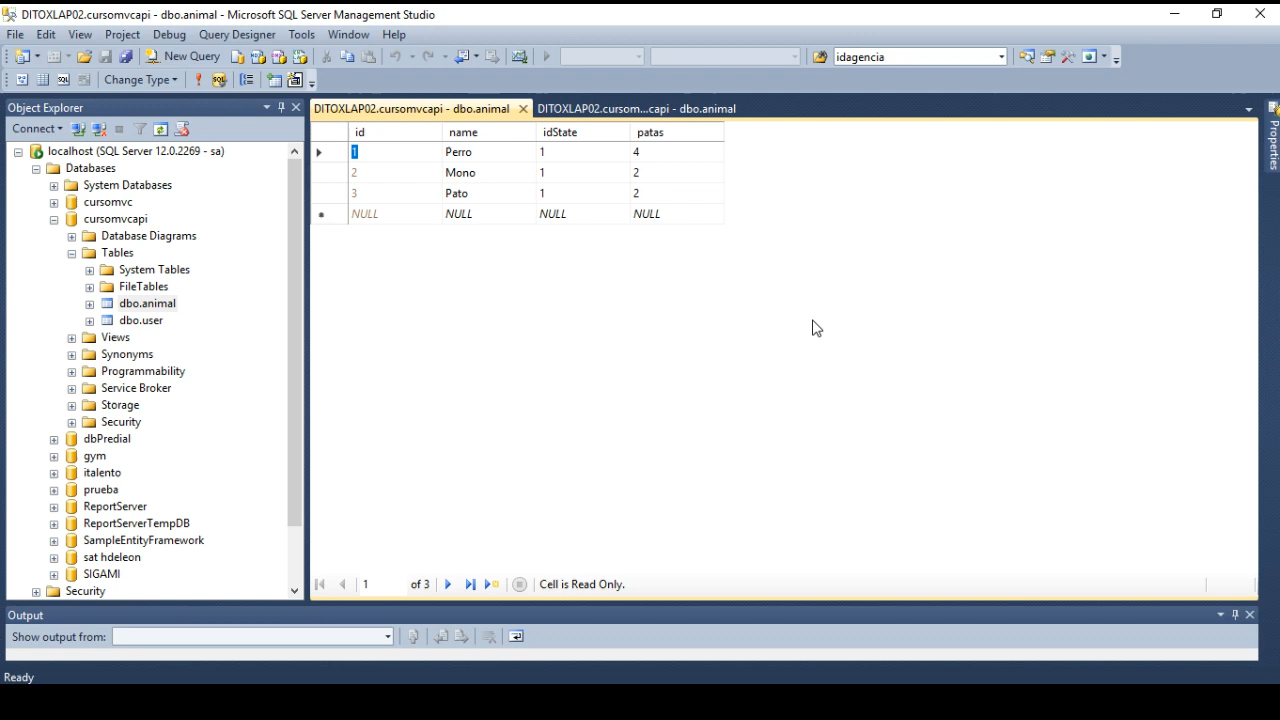 DITOXLAP02.cursomvcapi - dbo.animal - Microsoft SQL Server Management Studio
File Edit View Project Debug Query Designer Tools Window Help
New Query idagencia
Change Type
Object Explorer
Connect
localhost (SQL Server 12.0.2269 - sa)
Databases
System Databases
cursomvc
cursomvcapi
Database Diagrams
Tables
System Tables
FileTables
dbo.animal
dbo.user
Views
Synonyms
Programmability
Service Broker
Storage
Security
dbPredial
gym
italento
prueba
ReportServer
ReportServerTempDB
SampleEntityFramework
sat hdeleon
SIGAMI
Security
DITOXLAP02.cursomvcapi - dbo.animal DITOXLAP02.cursom...capi - dbo.animal
id name idState patas
1 Perro 1 4
2 Mono 1 2
3 Pato 1 2
NULL NULL NULL NULL
1 of 3 Cell is Read Only.
Properties
Output
Show output from:
Ready